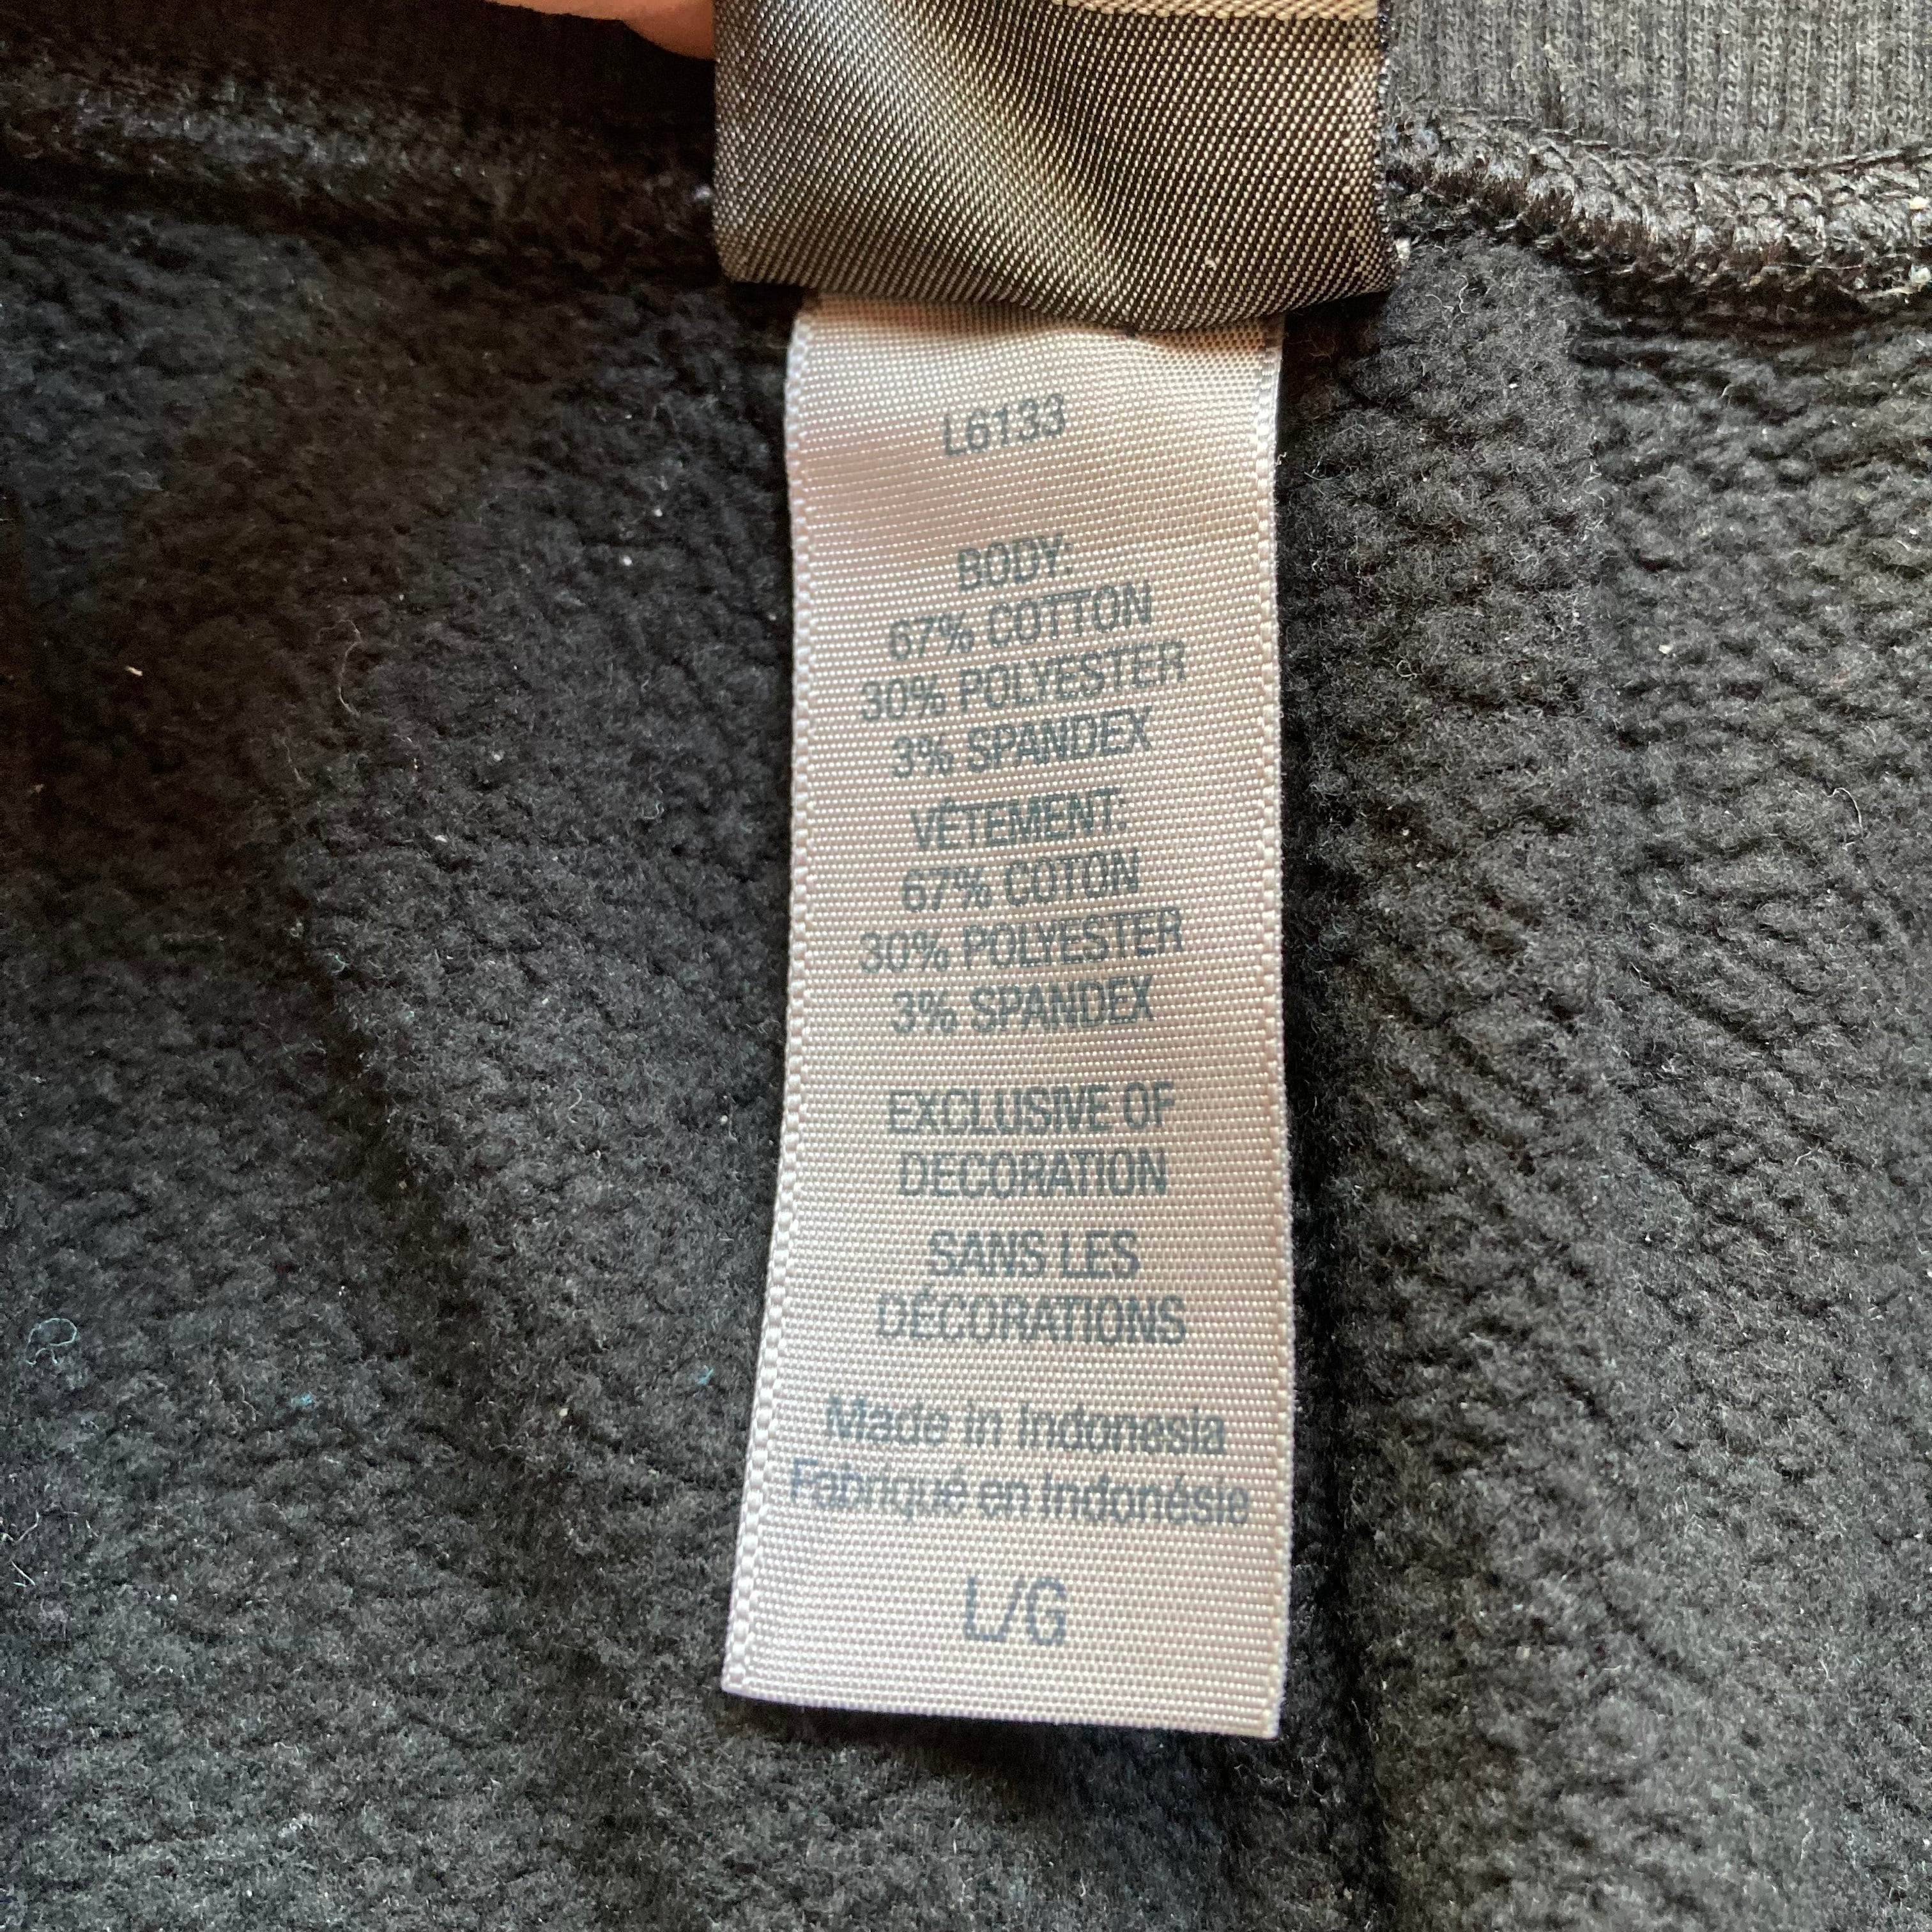 L6133
BODY:
67% COTTON
30% POLYESTER
3% SPANDEX
VÊTEMENT:
67% COTON
30% POLYESTER
3% SPANDEX
EXCLUSIVE OF
DECORATION
SANS LES
DÉCORATIONS
Made in Indonesia
Fabriqué en Indonésie
L/G